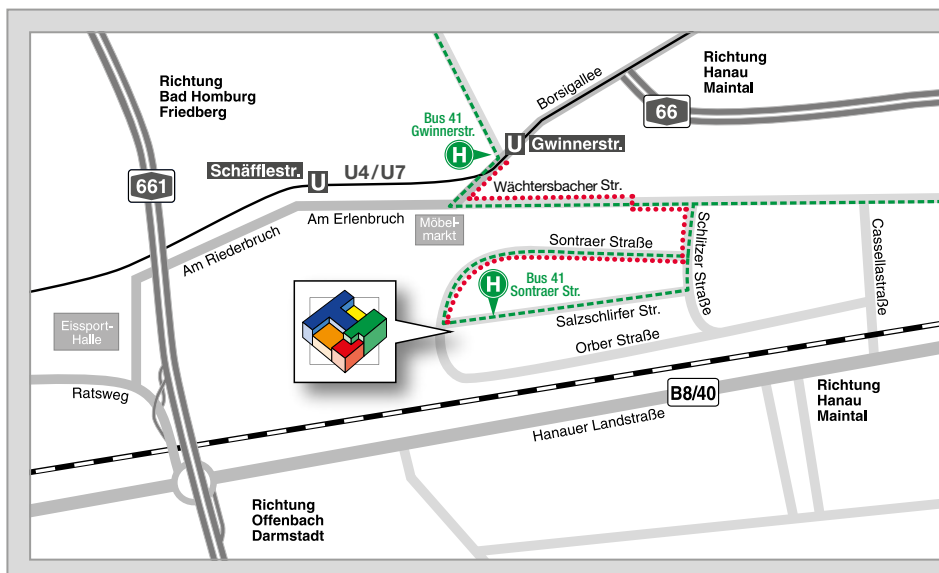 Richtung
Bad Homburg
Friedberg
Borsigallee
Richtung
Hanau
Maintal
66
Bus 41
Gwinnerstr.
H
U
Gwinnerstr.
Schäfflestr.
U
U4/U7
661
Wächtersbacher Str.
Am Erlenbruch
Möbel-
markt
Am Riederbruch
Sontraer Straße
Schlitzer Straße
Cassellastraße
H
Bus 41
Sontraer Str.
Salzschlirfer Str.
Orber Straße
Eissport-
Halle
Ratsweg
B8/40
Hanauer Landstraße
Richtung
Hanau
Maintal
Richtung
Offenbach
Darmstadt